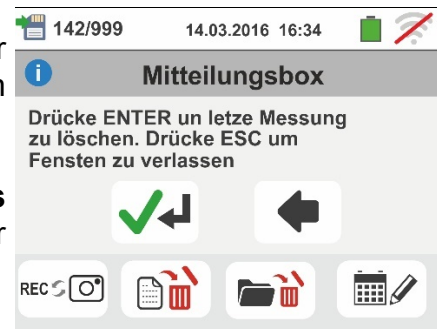 142/999 14.03.2016 16:34
Mitteilungsbox
Drücke ENTER un letze Messung
zu löschen. Drücke ESC um
Fensten zu verlassen
REC